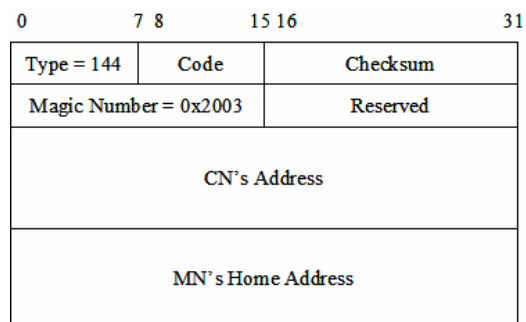 0 7 8 15 16 31
Type = 144 Code Checksum
Magic Number = 0x2003 Reserved
CN's Address
MN's Home Address